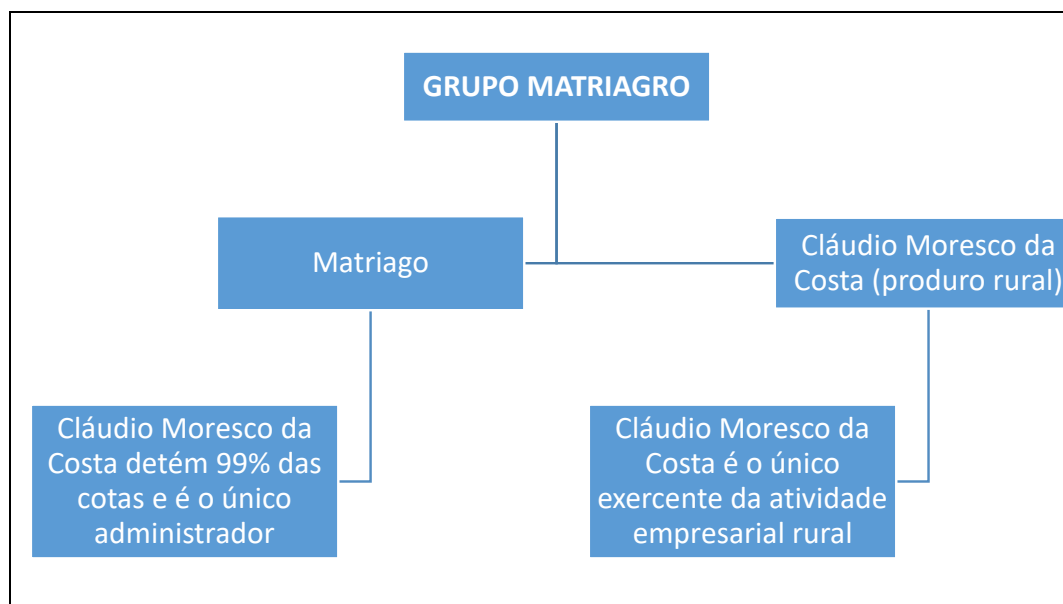 GRUPO MATRIAGRO
Matriago
Cláudio Moresco da
Costa (produro rural)
Cláudio Moresco da
Costa detém 99% das
cotas e é o único
administrador
Cláudio Moresco da
Costa é o único
exercente da atividade
empresarial rural